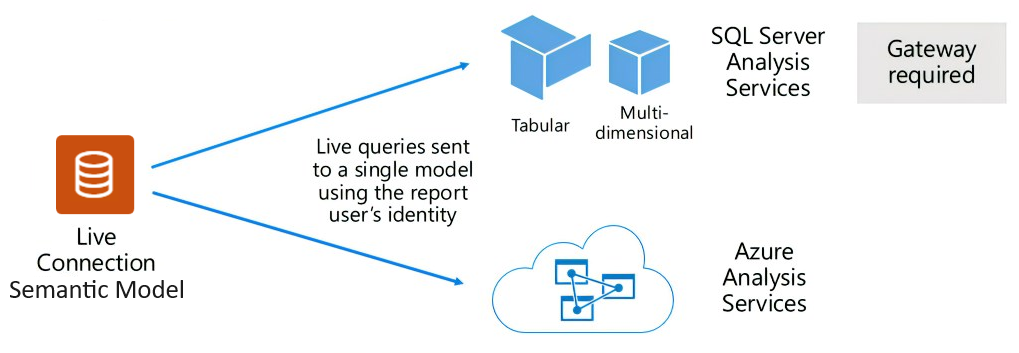 SQL Server
Analysis
Services
Gateway
required
Tabular
Multi-
dimensional
Live queries sent
to a single model
using the report
user's identity
Live
Connection
Semantic Model
Azure
Analysis
Services